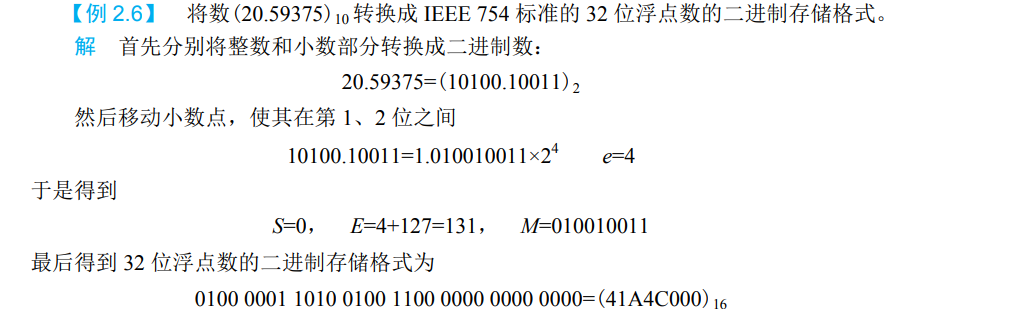 【例 2.6】 将数(20.59375)₁₀转换成 IEEE 754 标准的 32 位浮点数的二进制存储格式。
解 首先分别将整数和小数部分转换成二进制数：
20.59375=(10100.10011)₂
然后移动小数点，使其在第 1、2 位之间
10100.10011=1.010010011×2⁴ e=4
于是得到
S=0， E=4+127=131， M=010010011
最后得到 32 位浮点数的二进制存储格式为
0100 0001 1010 0100 1100 0000 0000 0000=(41A4C000)₁₆